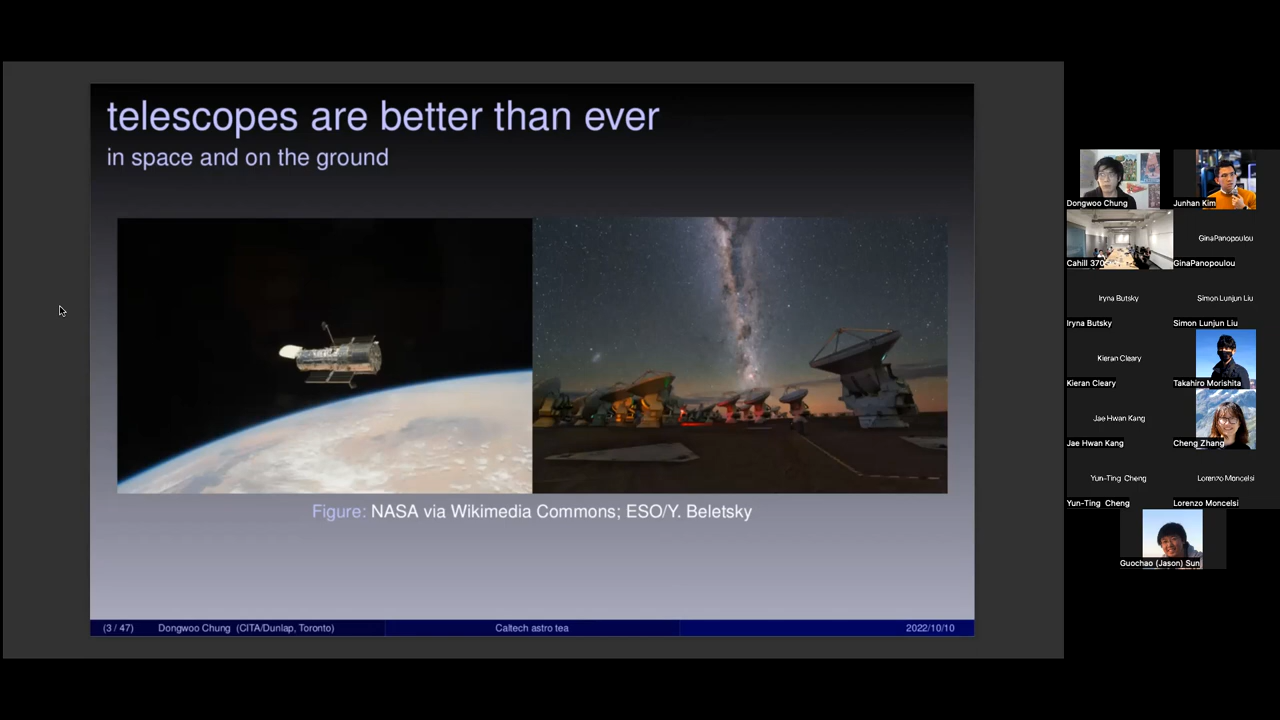 telescopes are better than ever
in space and on the ground
Figure: NASA via Wikimedia Commons; ESO/Y. Beletsky
(3 / 47) Dongwoo Chung (CITA/Dunlap, Toronto) Caltech astro tea 2022/10/10
Dongwoo Chung
Junhan Kim
Cahill 370
GinaPanopoulou
GinaPanopoulou
Iryna Butsky
Simon Lunjun Liu
Iryna Butsky
Simon Lunjun Liu
Kieran Cleary
Kieran Cleary
Takahiro Morishita
Jae Hwan Kang
Jae Hwan Kang
Cheng Zhang
Yun-Ting Cheng
Lorenzo Moncelsi
Yun-Ting Cheng
Lorenzo Moncelsi
Guochao (Jason) Sun